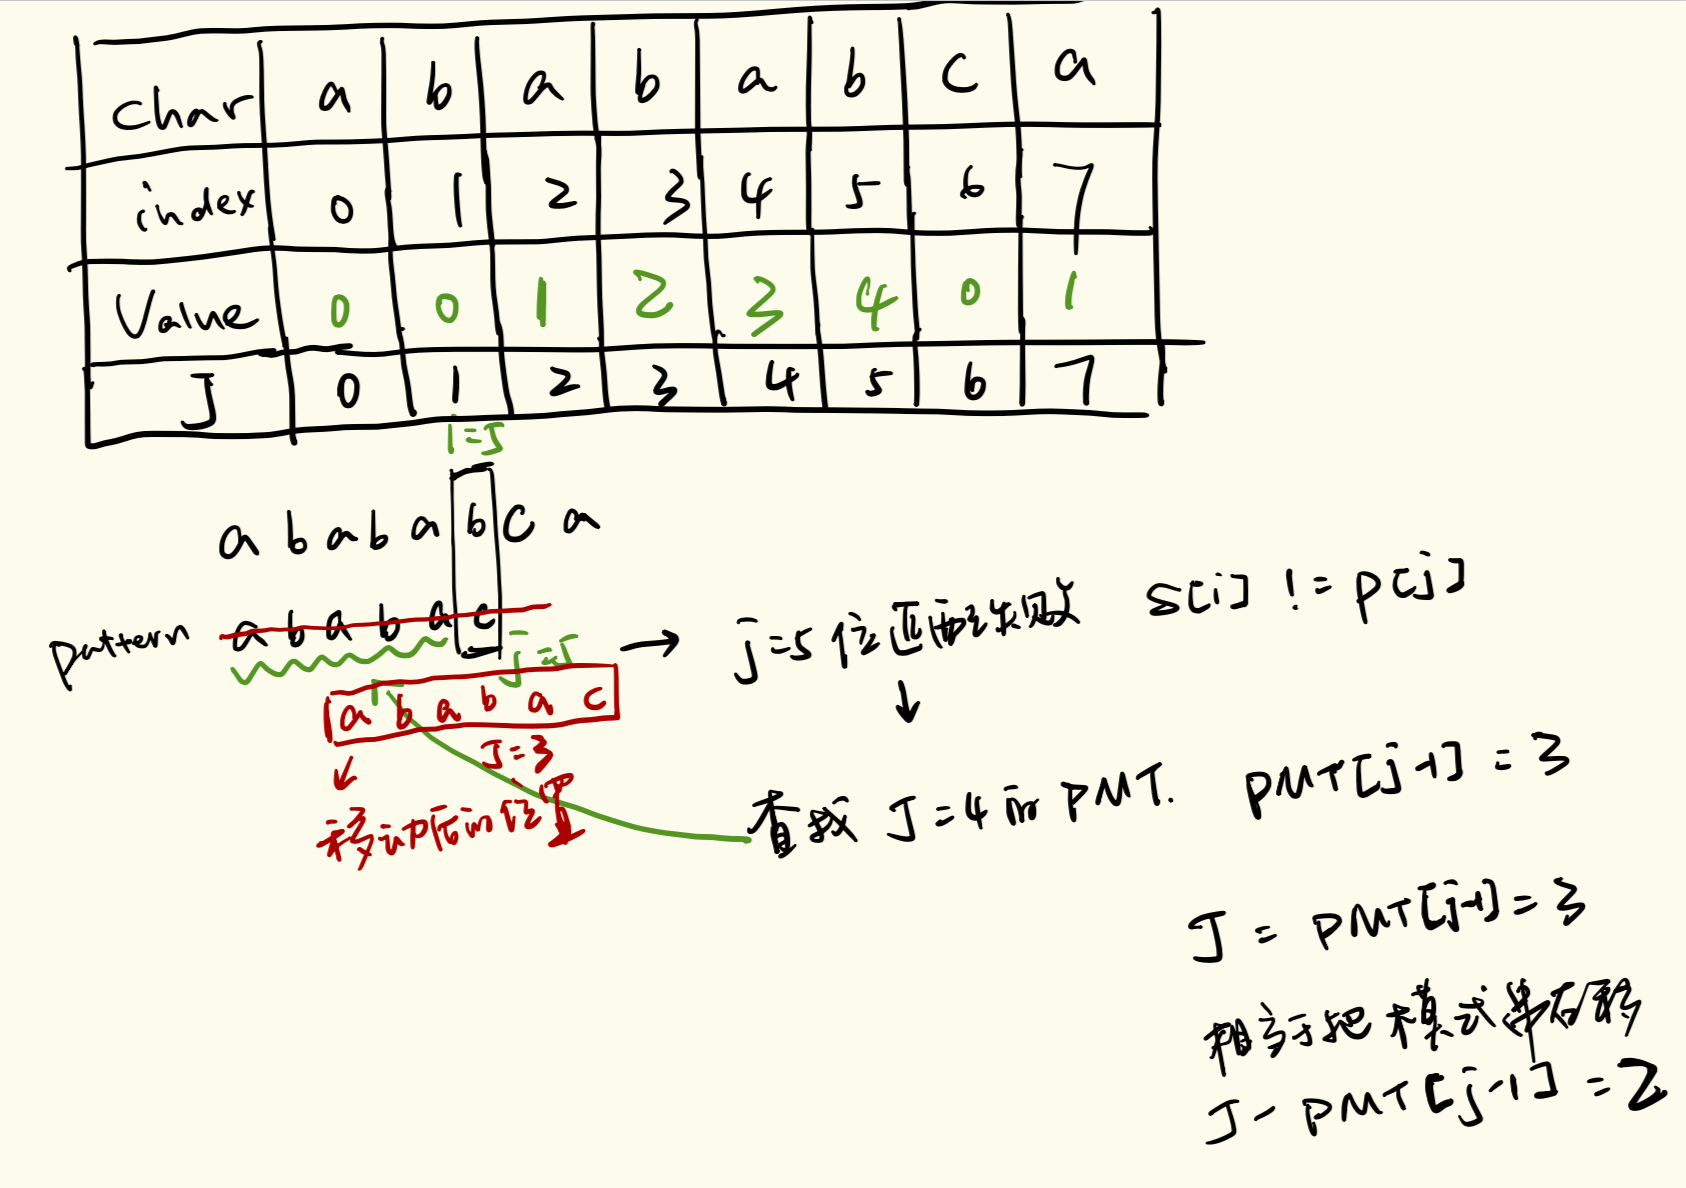 char a b a b a b c a
index 0 1 2 3 4 5 6 7
Value 0 0 1 2 3 4 0 1
J 0 1 2 3 4 5 6 7
i=5
a b a b a b c a
pattern a b a b a c
j=5
a b a b a c
J=3
移动后的位置
j=5位匹配失败 s[i] != p[j]
查找 J=4 in PMT. PMT[j-1] = 3
J = PMT[j-1] = 3
相当于把模式串右移
J - PMT[j-1] = 2